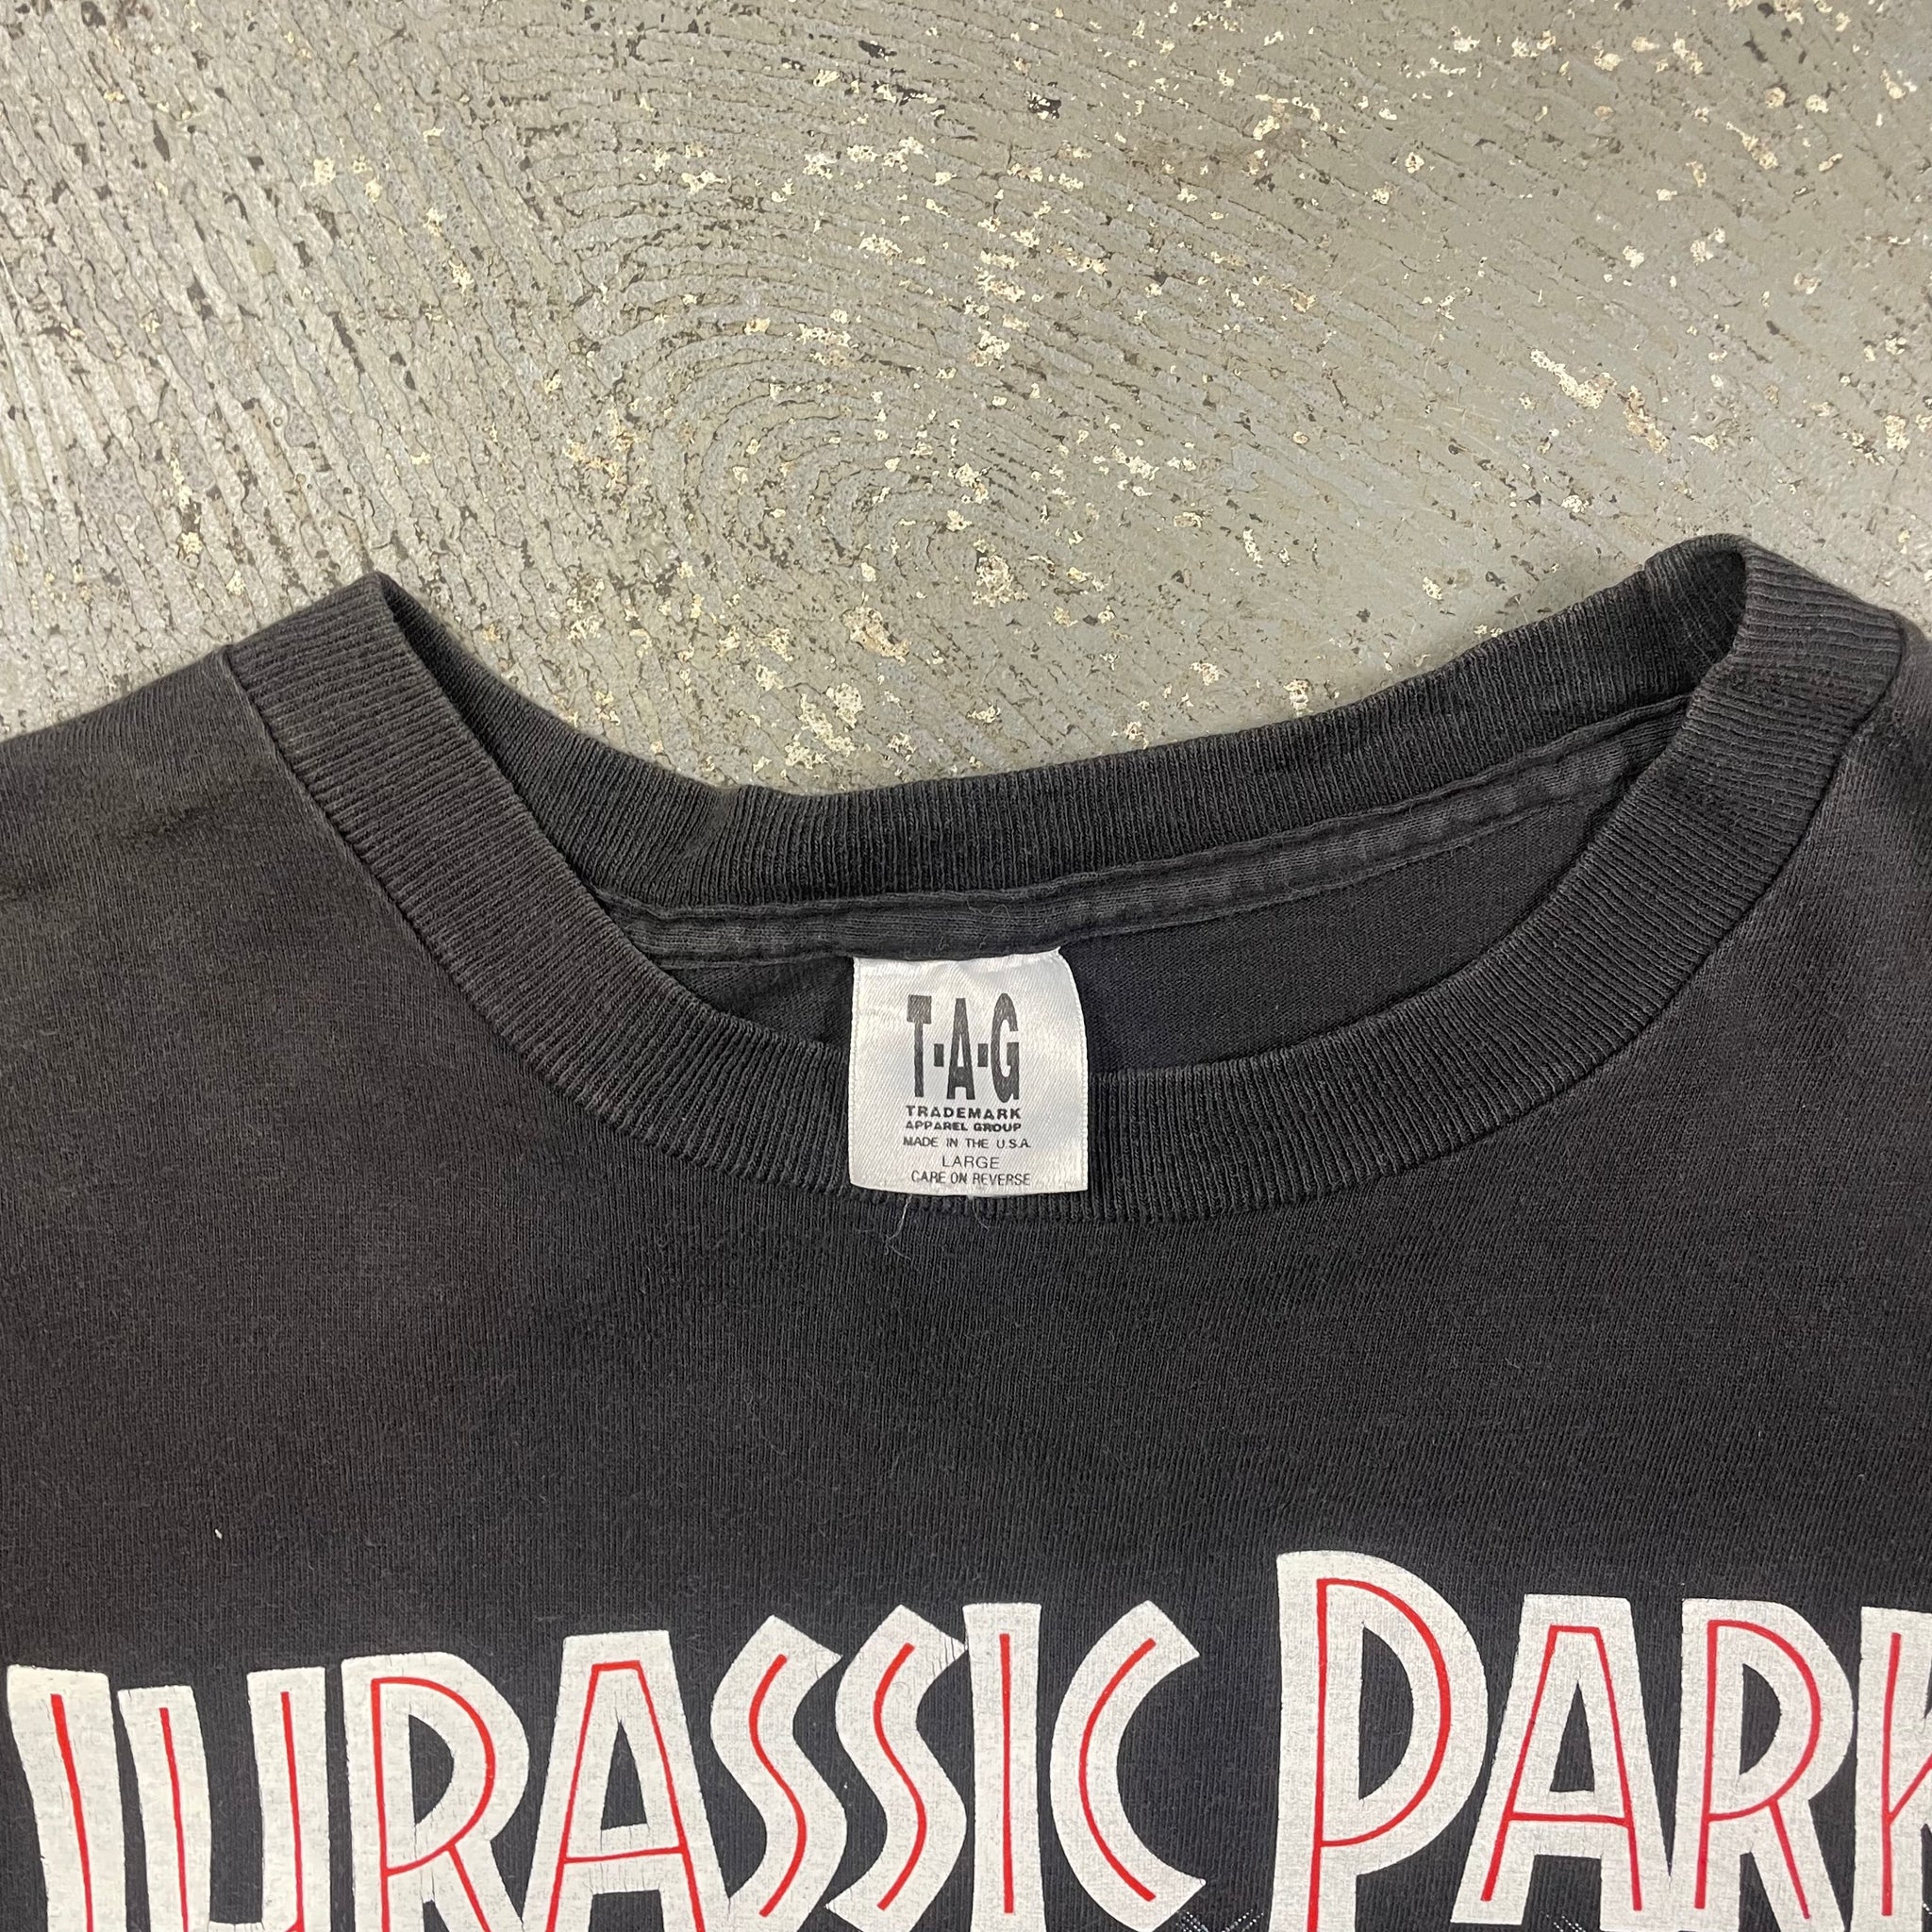 T-A-G
TRADEMARK
APPAREL GROUP
MADE IN THE U.S.A.
LARGE
CARE ON REVERSE
JURASSIC PARK